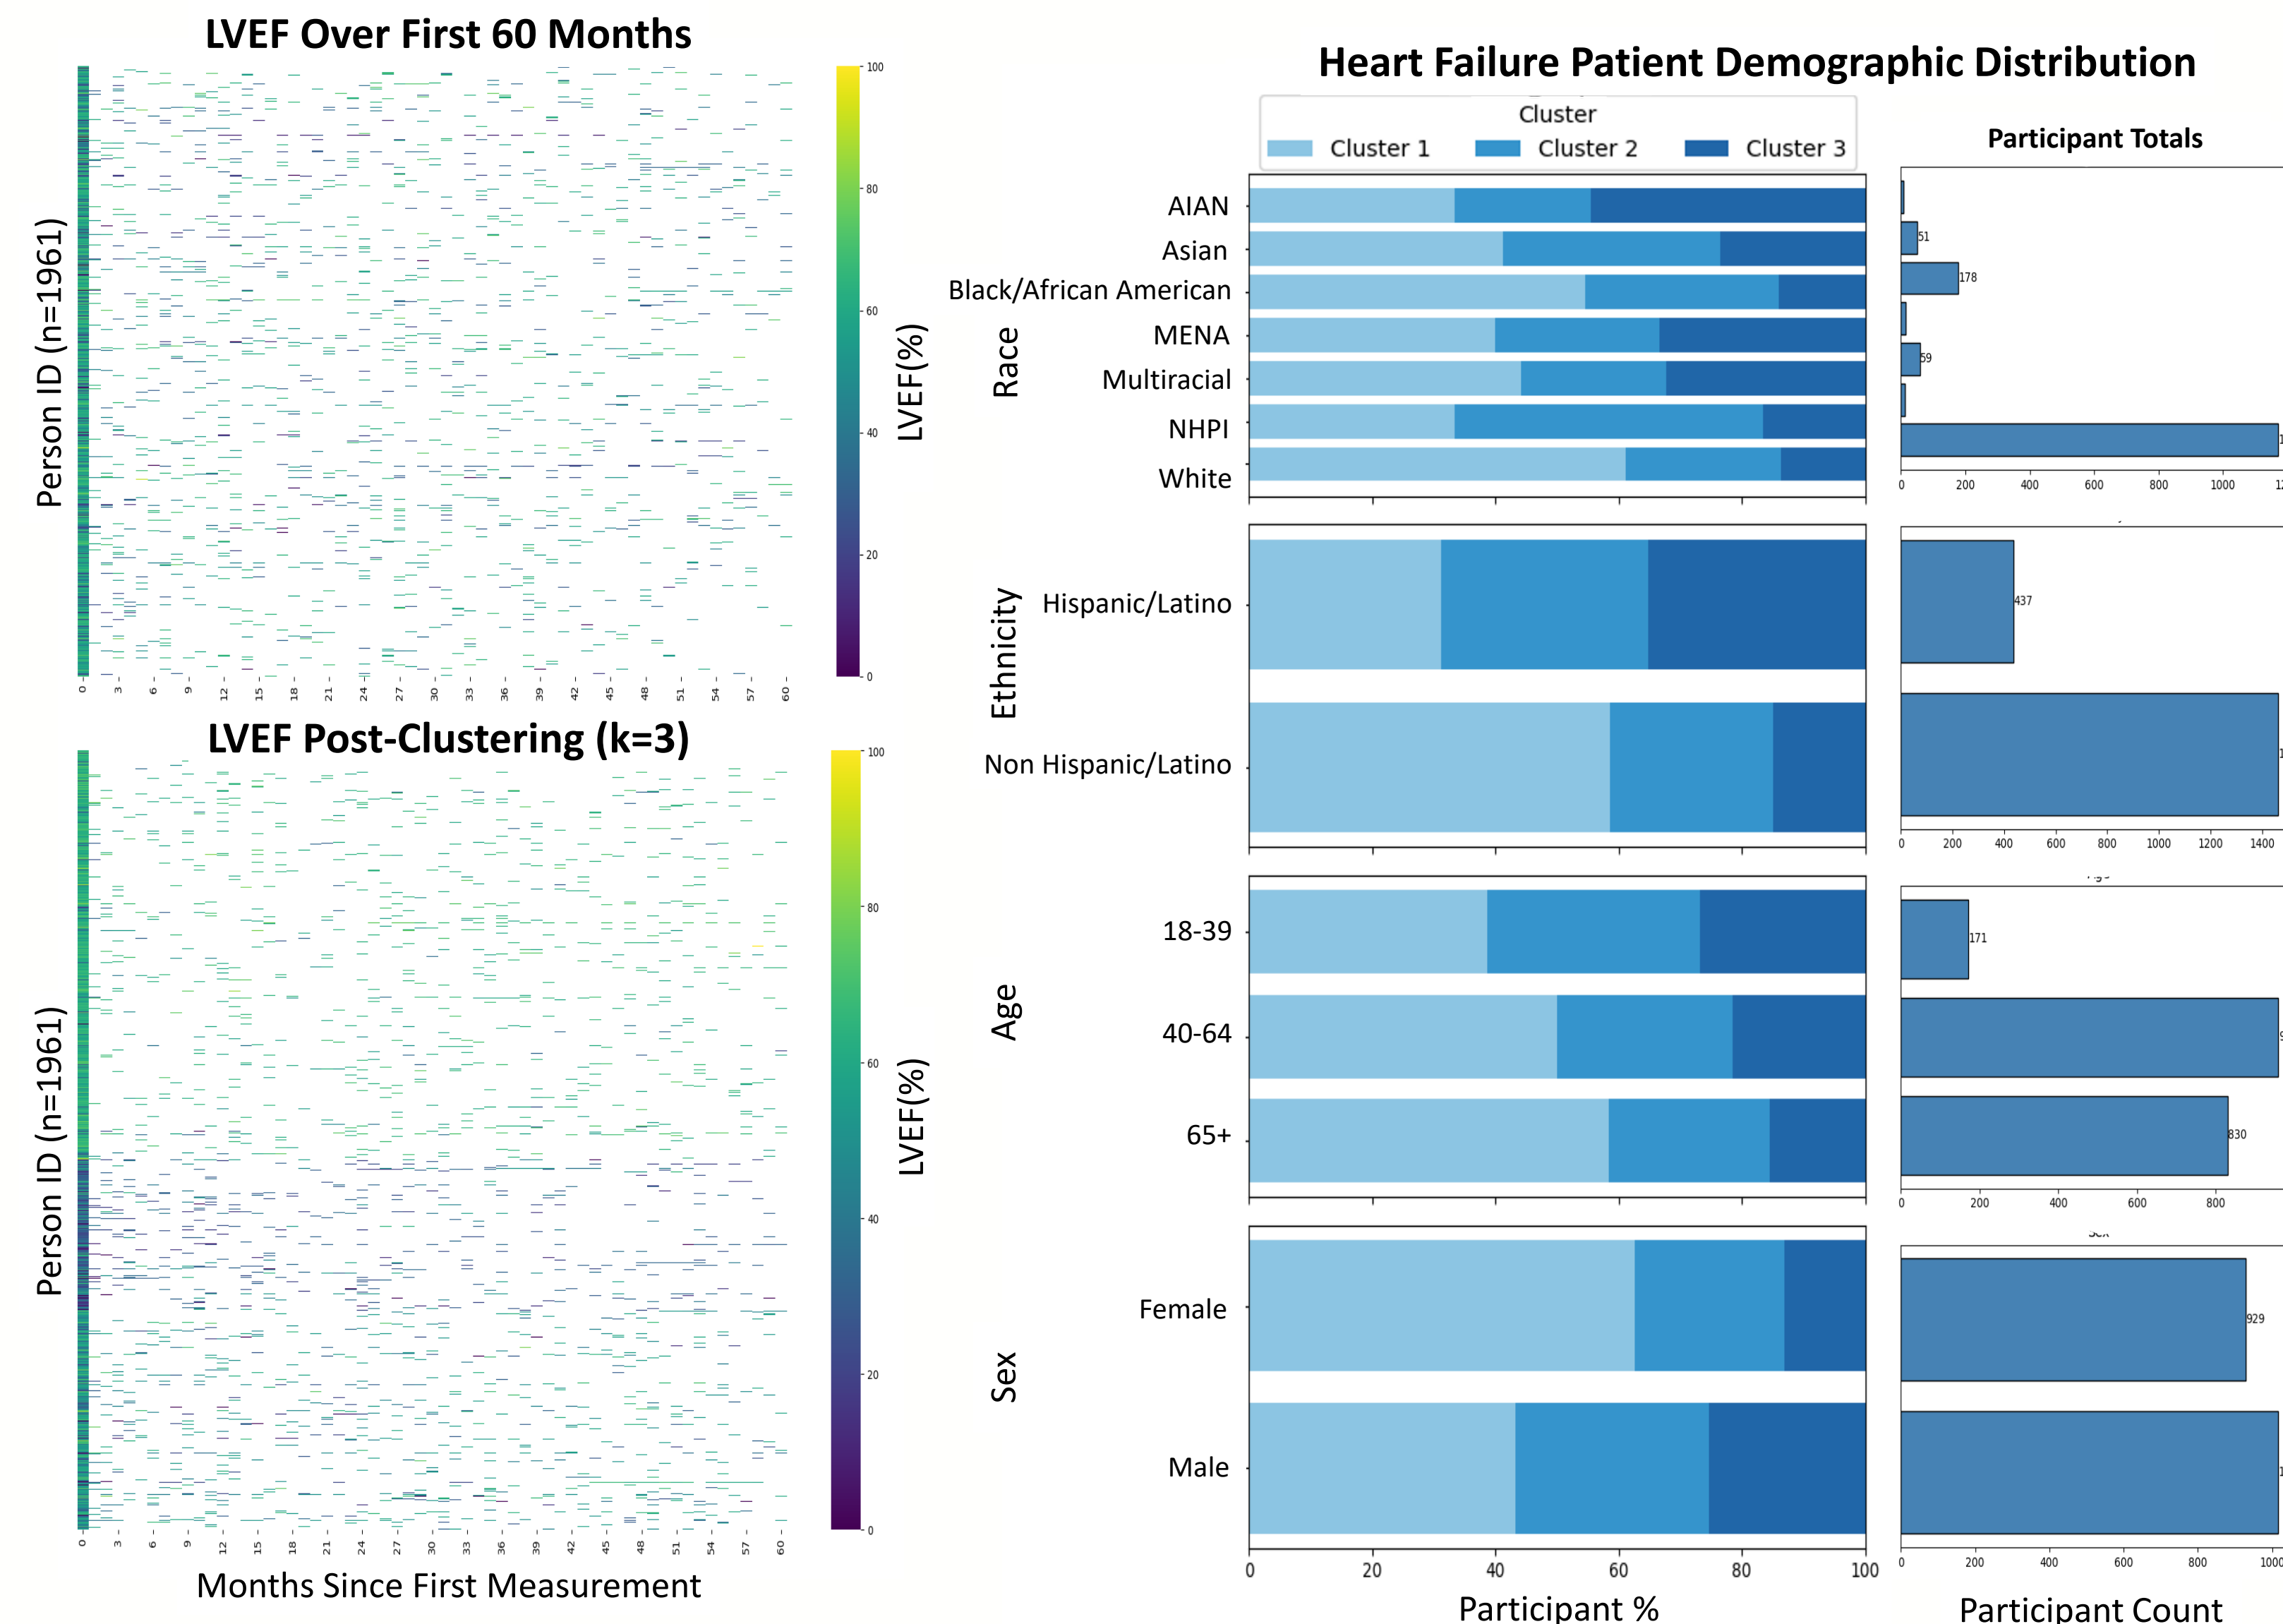 LVEF Over First 60 Months
Person ID (n=1961)
0 3 6 9 12 15 18 21 24 27 30 33 36 39 42 45 48 51 54 57 60
100
80
60
40
20
0
LVEF(%)
LVEF Post-Clustering (k=3)
Person ID (n=1961)
0 3 6 9 12 15 18 21 24 27 30 33 36 39 42 45 48 51 54 57 60
Months Since First Measurement
100
80
60
40
20
0
LVEF(%)
Heart Failure Patient Demographic Distribution
Cluster
Cluster 1 Cluster 2 Cluster 3
Participant Totals
Race
AIAN
Asian
51
Black/African American
178
MENA
Multiracial
59
NHPI
White
0 200 400 600 800 1000
Ethnicity
Hispanic/Latino
437
Non Hispanic/Latino
0 200 400 600 800 1000 1200 1400
Age
18-39
171
40-64
65+
830
0 200 400 600 800
Sex
Female
929
Male
0 20 40 60 80 100
Participant %
0 200 400 600 800 1000
Participant Count